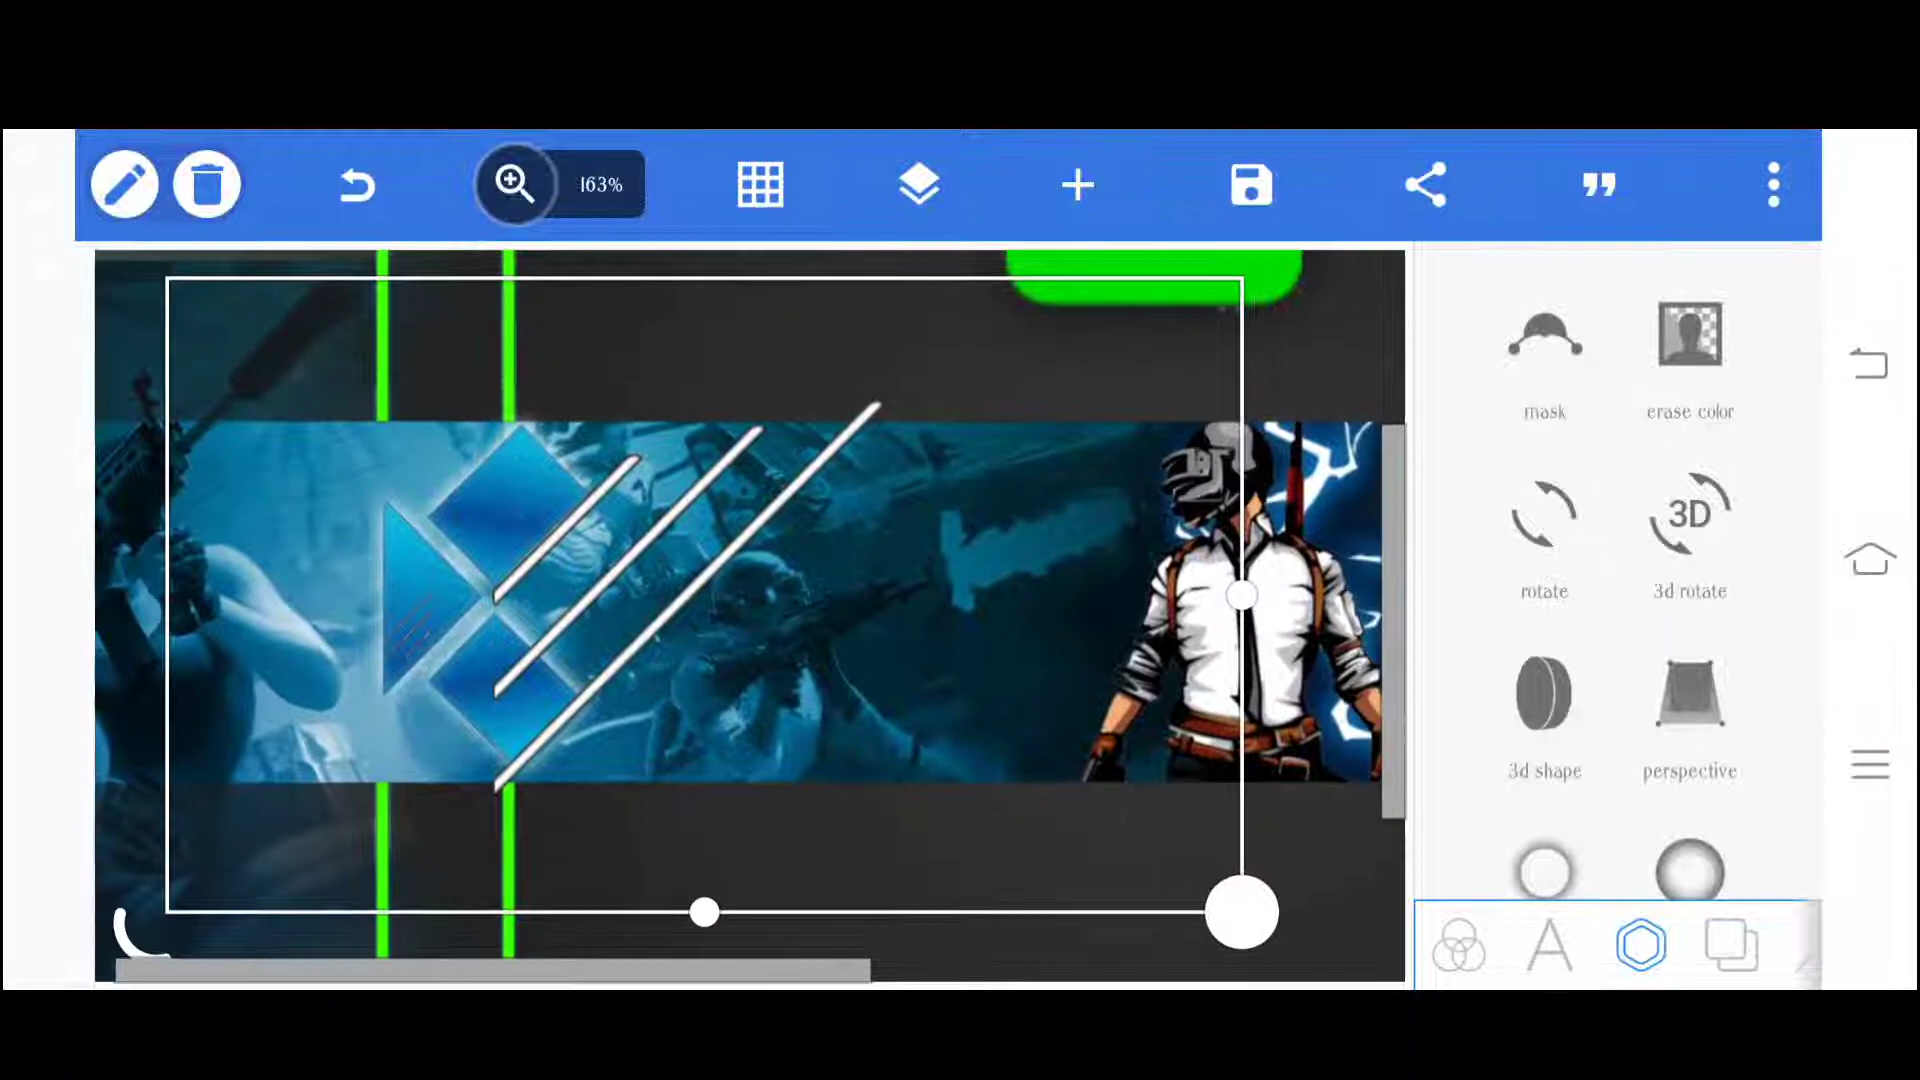 163%
mask
erase color
rotate
3D
3d rotate
3d shape
perspective
A